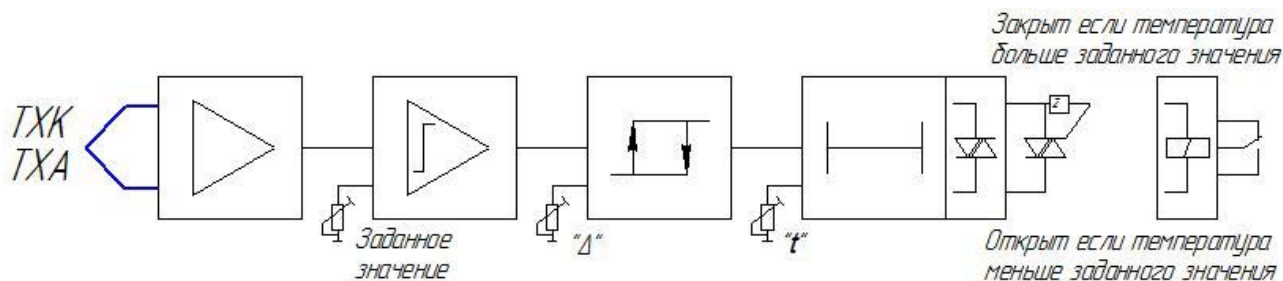 Закрыт если температура
больше заданного значения
ТХК
ТХА
Z
Заданное
значение
"Δ"
"t"
Открыт если температура
меньше заданного значения